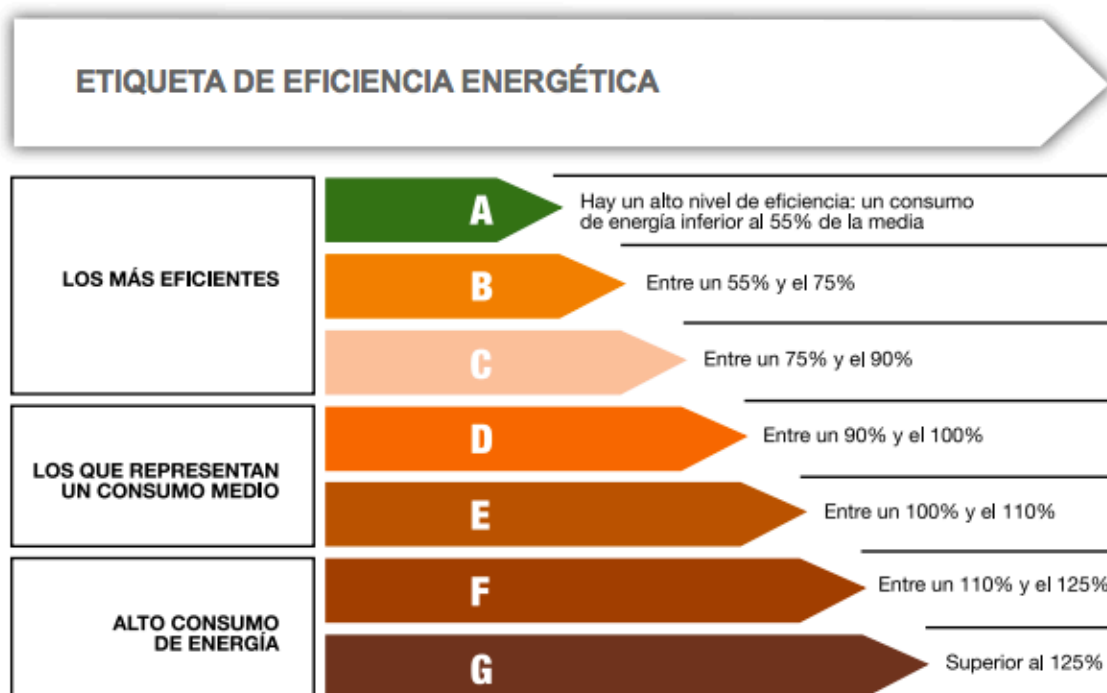 ETIQUETA DE EFICIENCIA ENERGÉTICA
LOS MÁS EFICIENTES
A
Hay un alto nivel de eficiencia: un consumo
de energía inferior al 55% de la media
B
Entre un 55% y el 75%
C
Entre un 75% y el 90%
LOS QUE REPRESENTAN
UN CONSUMO MEDIO
D
Entre un 90% y el 100%
E
Entre un 100% y el 110%
ALTO CONSUMO
DE ENERGÍA
F
Entre un 110% y el 125%
G
Superior al 125%